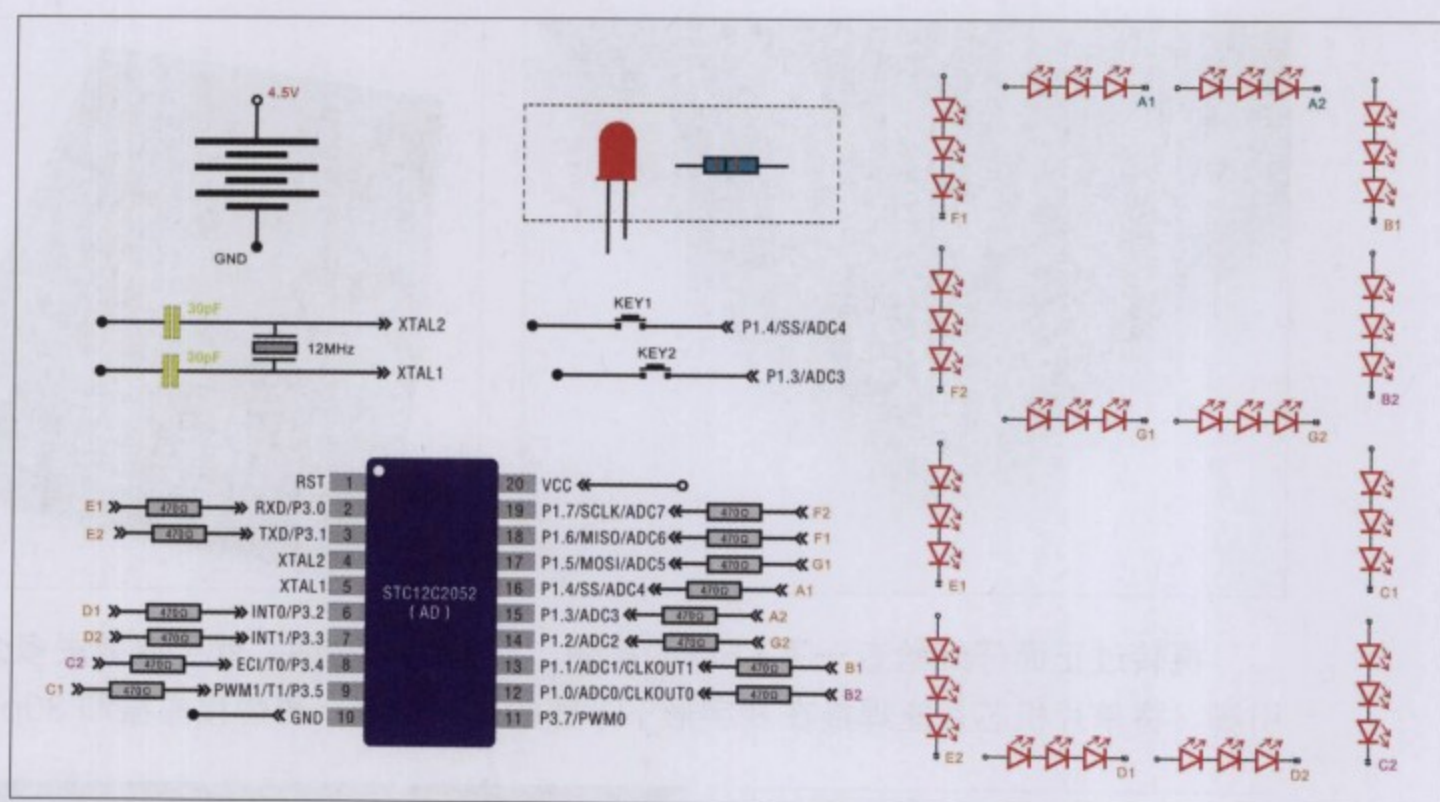 4.5V
GND
30pF
XTAL2
12MHz
30pF
XTAL1
KEY1
P1.4/SS/ADC4
KEY2
P1.3/ADC3
A1
A2
F1
B1
F2
B2
G1
G2
E1
C1
E2
D1
D2
C2
RST 1
E1 470Ω RXD/P3.0 2
E2 470Ω TXD/P3.1 3
XTAL2 4
XTAL1 5
D1 470Ω INT0/P3.2 6
D2 470Ω INT1/P3.3 7
C2 470Ω ECI/T0/P3.4 8
C1 470Ω PWM1/T1/P3.5 9
GND 10
STC12C2052
(AD)
20 VCC
19 P1.7/SCLK/ADC7 470Ω F2
18 P1.6/MISO/ADC6 470Ω F1
17 P1.5/MOSI/ADC5 470Ω G1
16 P1.4/SS/ADC4 470Ω A1
15 P1.3/ADC3 470Ω A2
14 P1.2/ADC2 470Ω G2
13 P1.1/ADC1/CLKOUT1 470Ω B1
12 P1.0/ADC0/CLKOUT0 470Ω B2
11 P3.7/PWM0